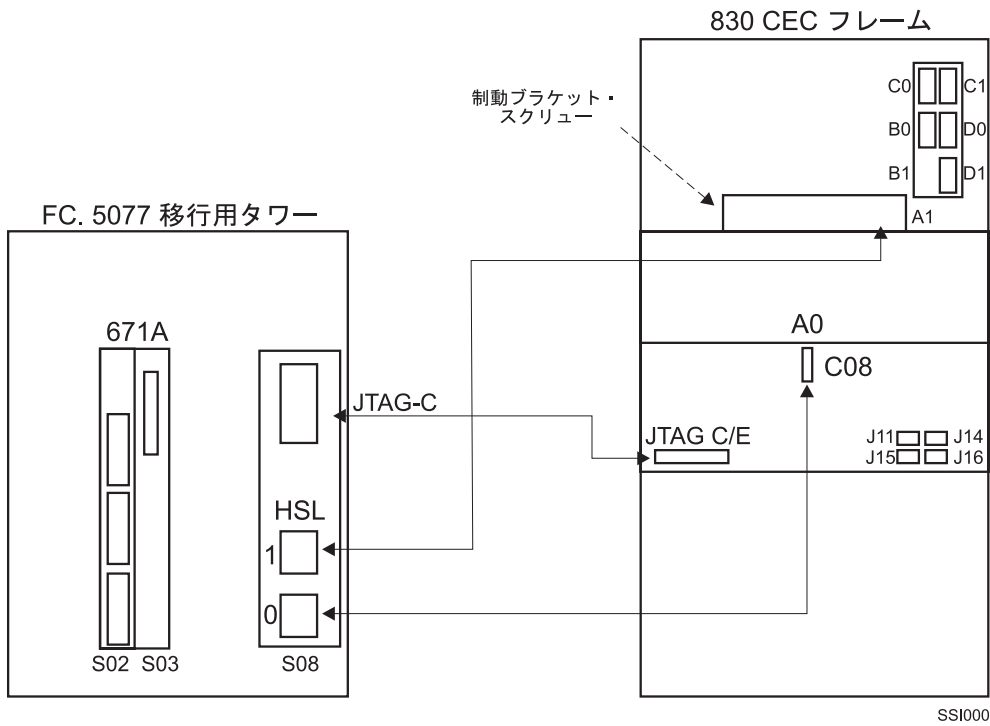 830 CEC フレーム
制動ブラケット・
スクリュー
C0
C1
B0
D0
B1
D1
A1
FC. 5077 移行用タワー
671A
JTAG-C
HSL
1
0
S02
S03
S08
A0
C08
JTAG C/E
J11
J14
J15
J16
SSI000